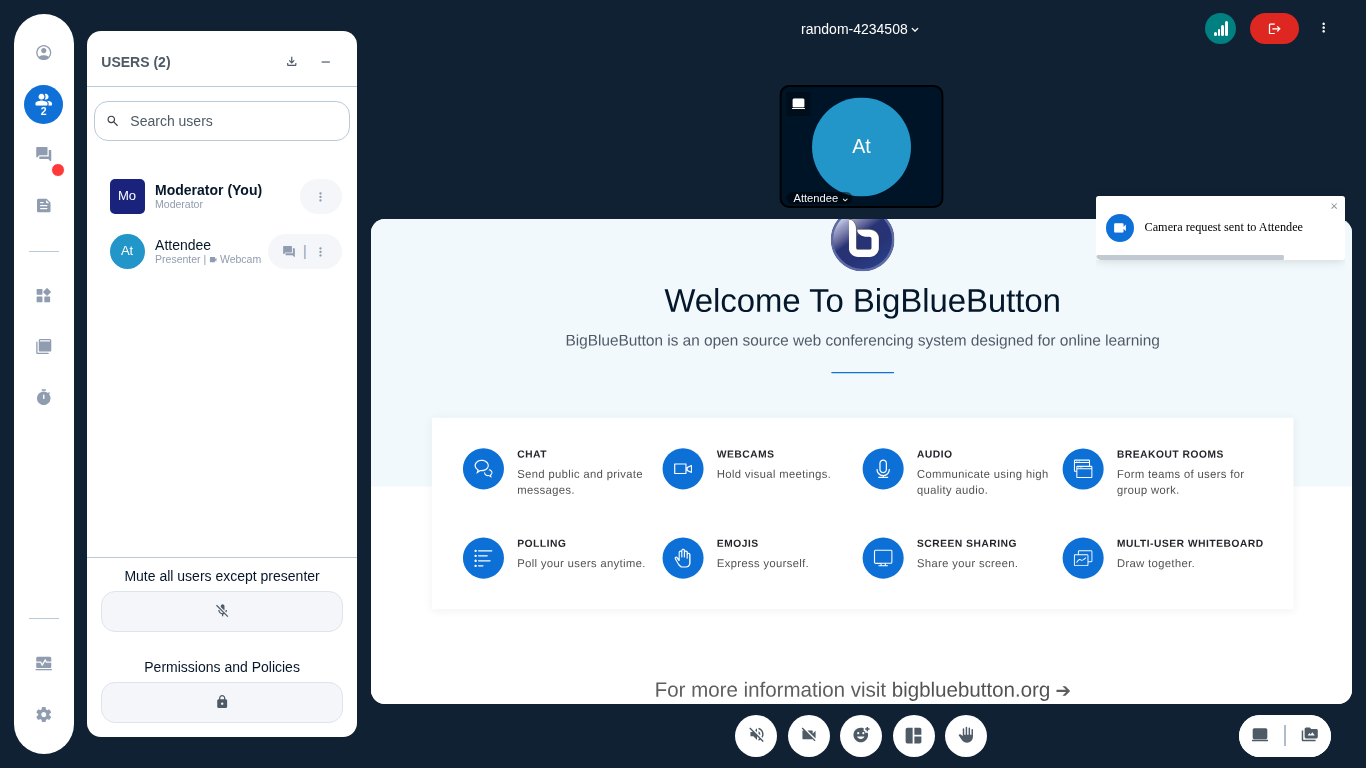 random-4234508
USERS (2)
2
Search users
Mo
Moderator (You)
Moderator
At
Attendee
Presenter | Webcam
Mute all users except presenter
Permissions and Policies
At
Attendee
Camera request sent to Attendee
Welcome To BigBlueButton
BigBlueButton is an open source web conferencing system designed for online learning
CHAT
Send public and private
messages.
WEBCAMS
Hold visual meetings.
AUDIO
Communicate using high
quality audio.
BREAKOUT ROOMS
Form teams of users for
group work.
POLLING
Poll your users anytime.
EMOJIS
Express yourself.
SCREEN SHARING
Share your screen.
MULTI-USER WHITEBOARD
Draw together.
For more information visit bigbluebutton.org ➔